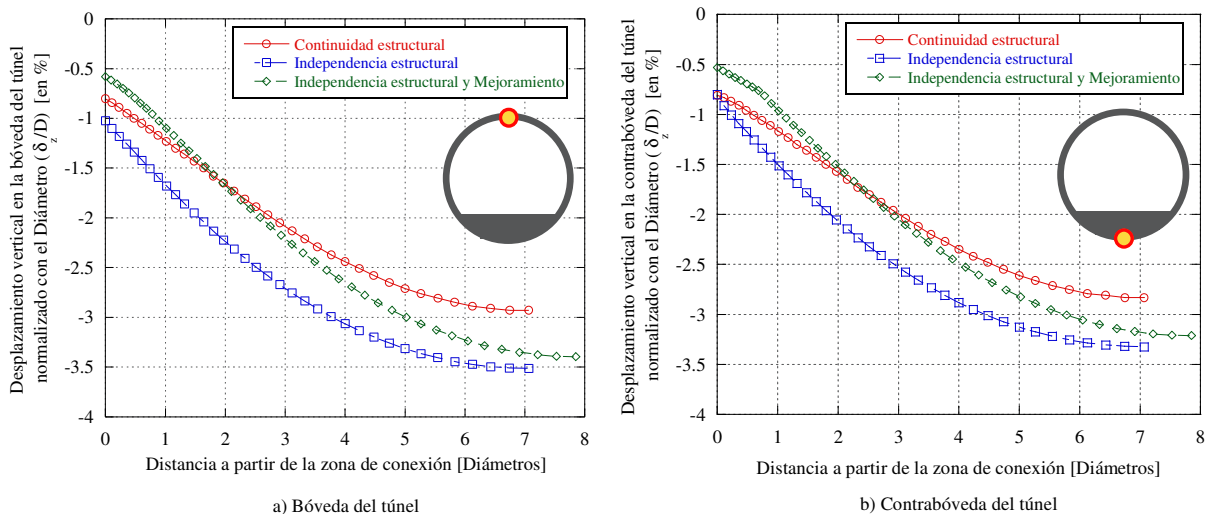 Desplazamiento vertical en la bóveda del túnel
normalizado con el Diámetro ( δz/D) [en %]
0
-0.5
-1
-1.5
-2
-2.5
-3
-3.5
-4
Continuidad estructural
Independencia estructural
Independencia estructural y Mejoramiento
0 1 2 3 4 5 6 7 8
Distancia a partir de la zona de conexión [Diámetros]
a) Bóveda del túnel
Desplazamiento vertical en la contrabóveda del túnel
normalizado con el Diámetro ( δz/D) [en %]
0
-0.5
-1
-1.5
-2
-2.5
-3
-3.5
-4
Continuidad estructural
Independencia estructural
Independencia estructural y Mejoramiento
0 1 2 3 4 5 6 7 8
Distancia a partir de la zona de conexión [Diámetros]
b) Contrabóveda del túnel